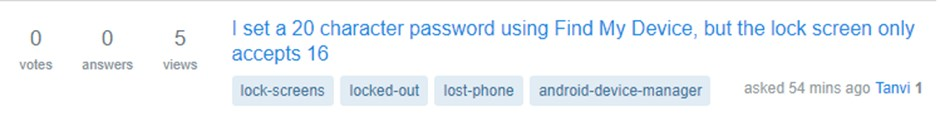 0 0 5
votes answers views
I set a 20 character password using Find My Device, but the lock screen only
accepts 16
lock-screens locked-out lost-phone android-device-manager
asked 54 mins ago Tanvi 1